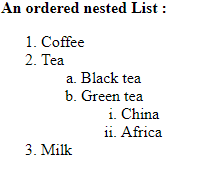 An ordered nested List :
1. Coffee
2. Tea
a. Black tea
b. Green tea
i. China
ii. Africa
3. Milk